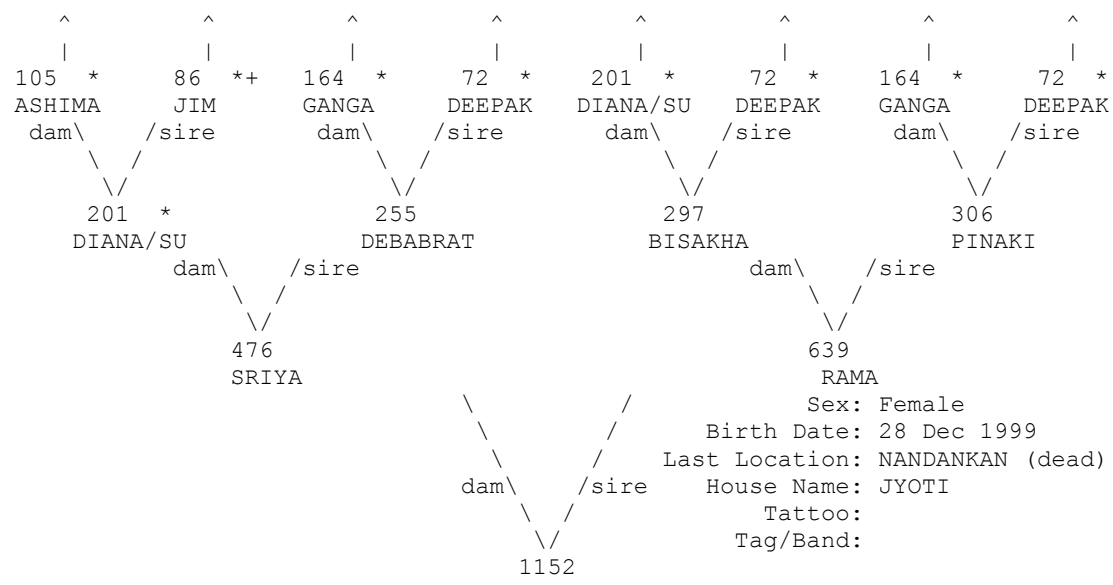 ^ ^ ^ ^ ^ ^ ^ ^
| | | | | | | |
105 * 86 *+ 164 * 72 * 201 * 72 * 164 * 72 *
ASHIMA JIM GANGA DEEPAK DIANA/SU DEEPAK GANGA DEEPAK
dam\ /sire dam\ /sire dam\ /sire dam\ /sire
\ / \ / \ / \ /
\/ \/ \/ \/
201 * 255 297 306
DIANA/SU DEBABRAT BISAKHA PINAKI
dam\ /sire dam\ /sire
\ / \ /
\/ \/
476 639
SRIYA RAMA
\ / Sex: Female
\ / Birth Date: 28 Dec 1999
\ / Last Location: NANDANKAN (dead)
dam\ /sire House Name: JYOTI
\ / Tattoo:
\/ Tag/Band:
1152